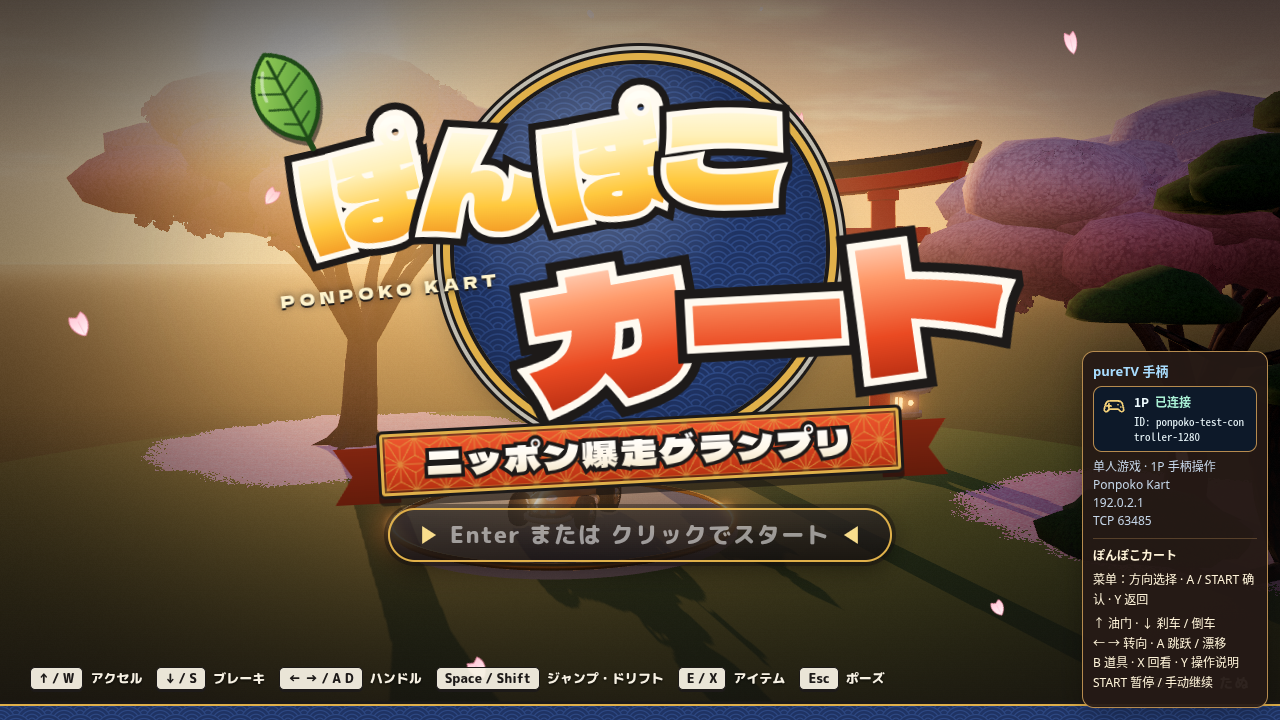 ぽんぽこ
カート
PONPOKO KART
ニッポン爆走グランプリ
▶ Enter または クリックでスタート ◀
↑ / W アクセル ↓ / S ブレーキ ← → / A D ハンドル Space / Shift ジャンプ・ドリフト E / X アイテム Esc ポーズ
pureTV 手柄
1P 已连接
ID: ponpoko-test-con
troller-1280
单人游戏 · 1P 手柄操作
Ponpoko Kart
192.0.2.1
TCP 63485
ぽんぽこカート
菜单：方向选择 · A / START 确
认 · Y 返回
↑ 油门 · ↓ 刹车 / 倒车
← → 转向 · A 跳跃 / 漂移
B 道具 · X 回看 · Y 操作说明
START 暂停 / 手动继续